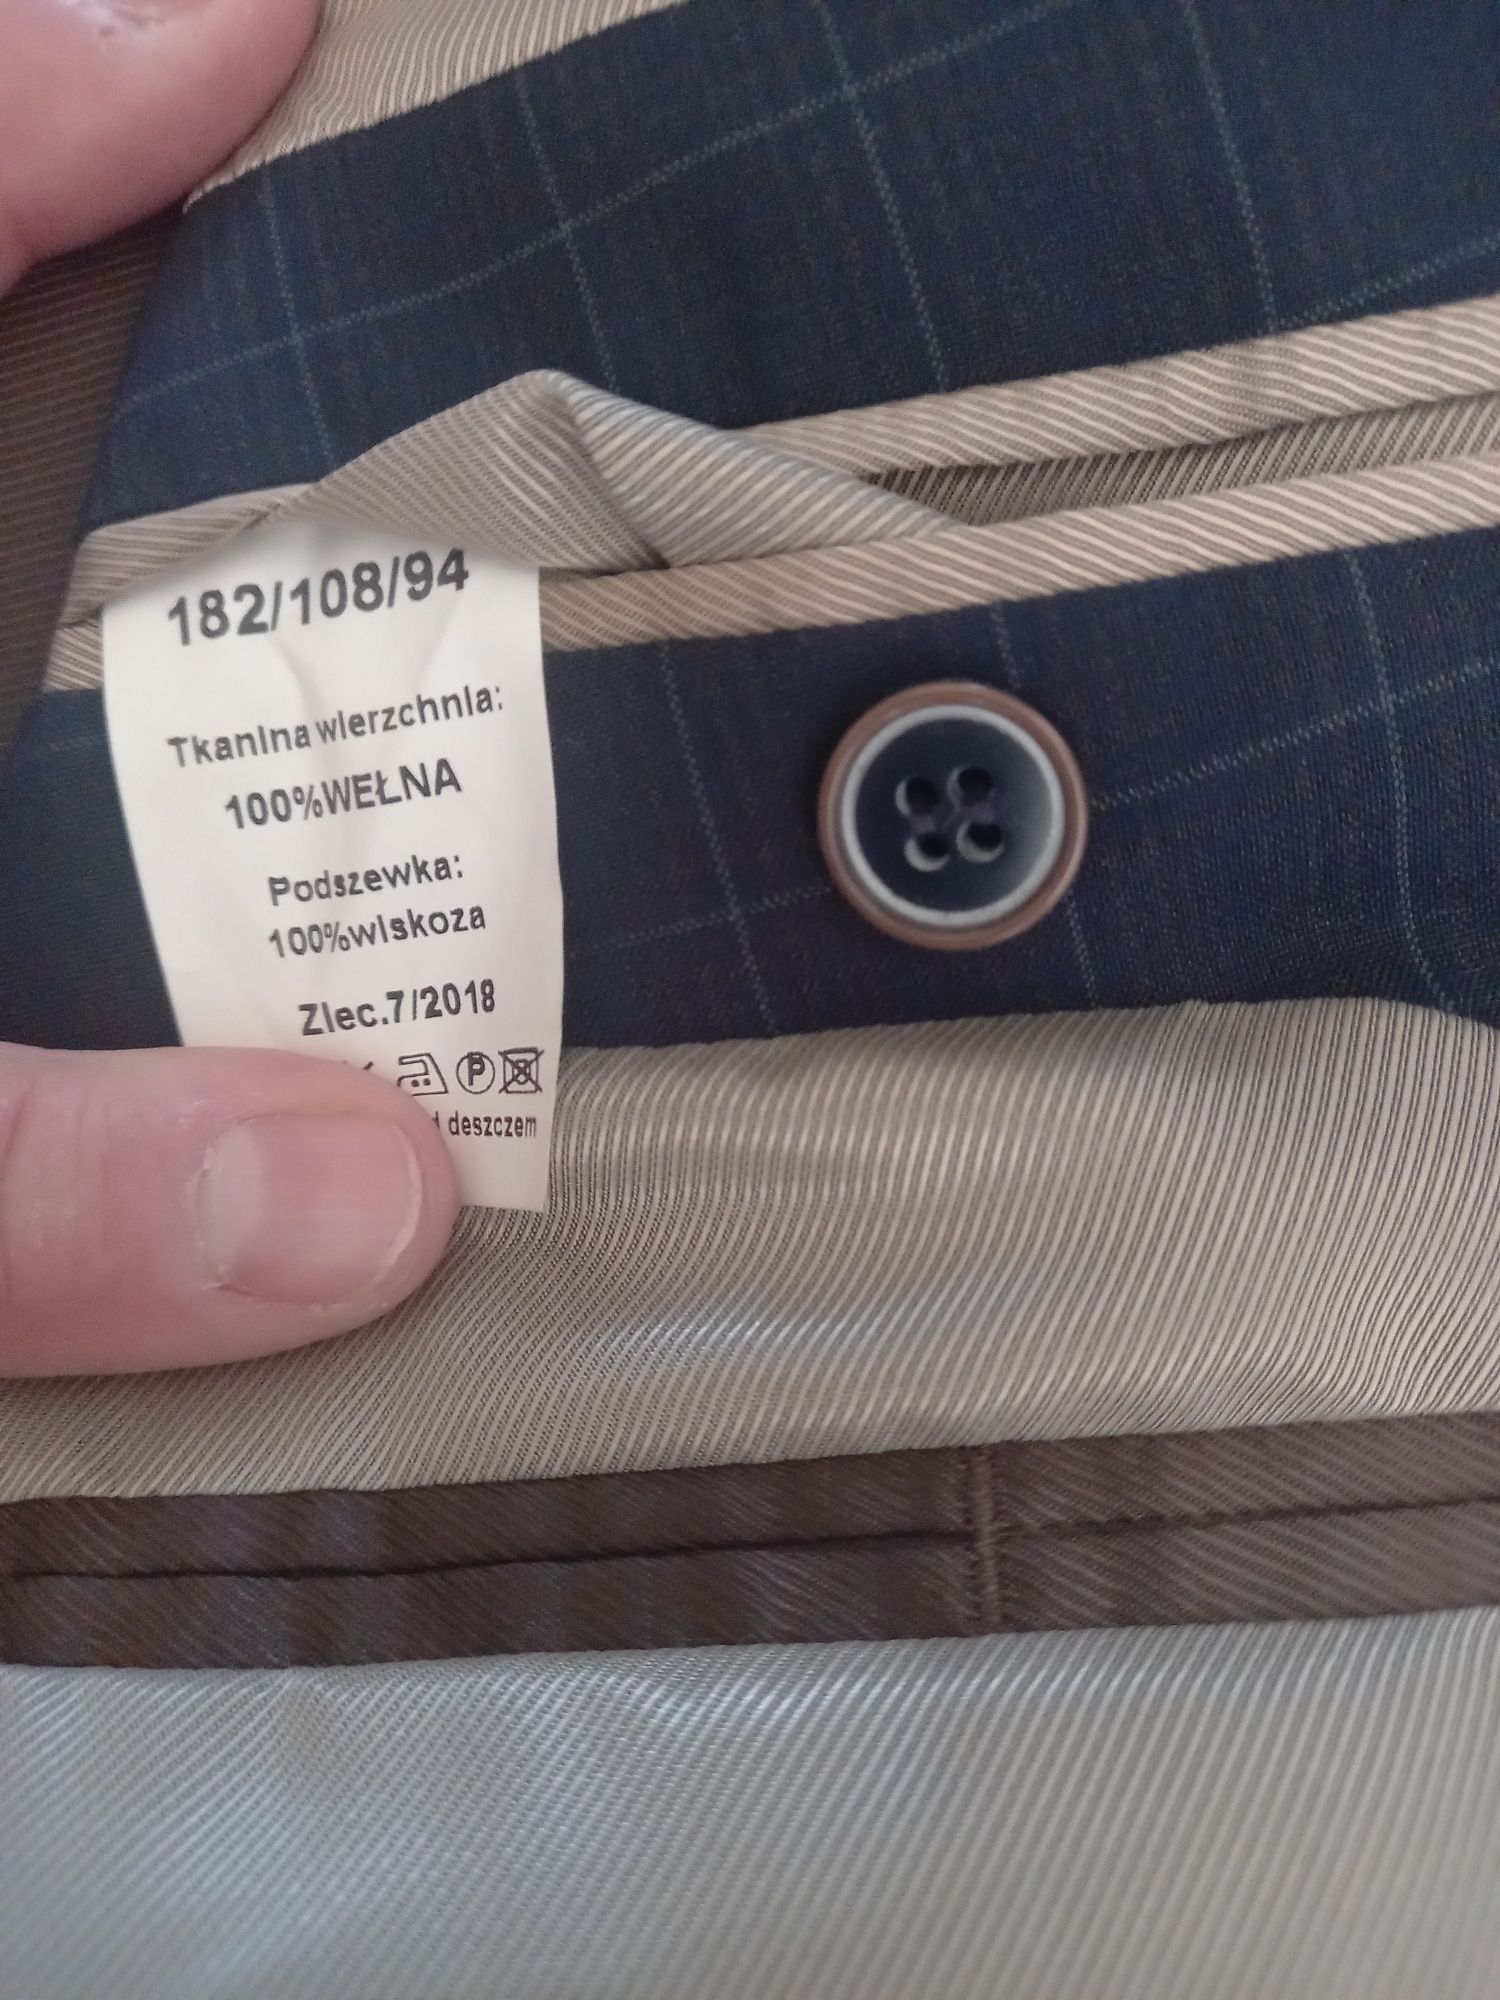 182/108/94
Tkanina wierzchnia:
100%WEŁNA
Podszewka:
100%wiskoza
Zlec.7/2018
P
deszczem